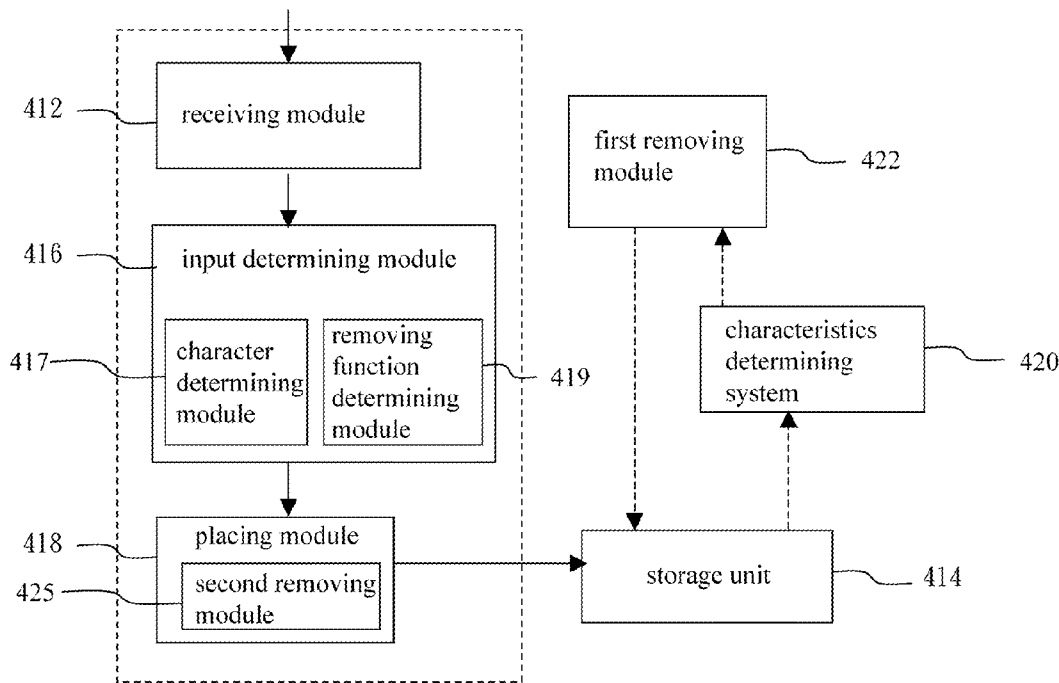 412
receiving module
first removing
module
422
416
input determining module
417
character
determining
module
removing
function
determining
module
419
characteristics
determining
system
420
418
placing module
425
second removing
module
storage unit
414